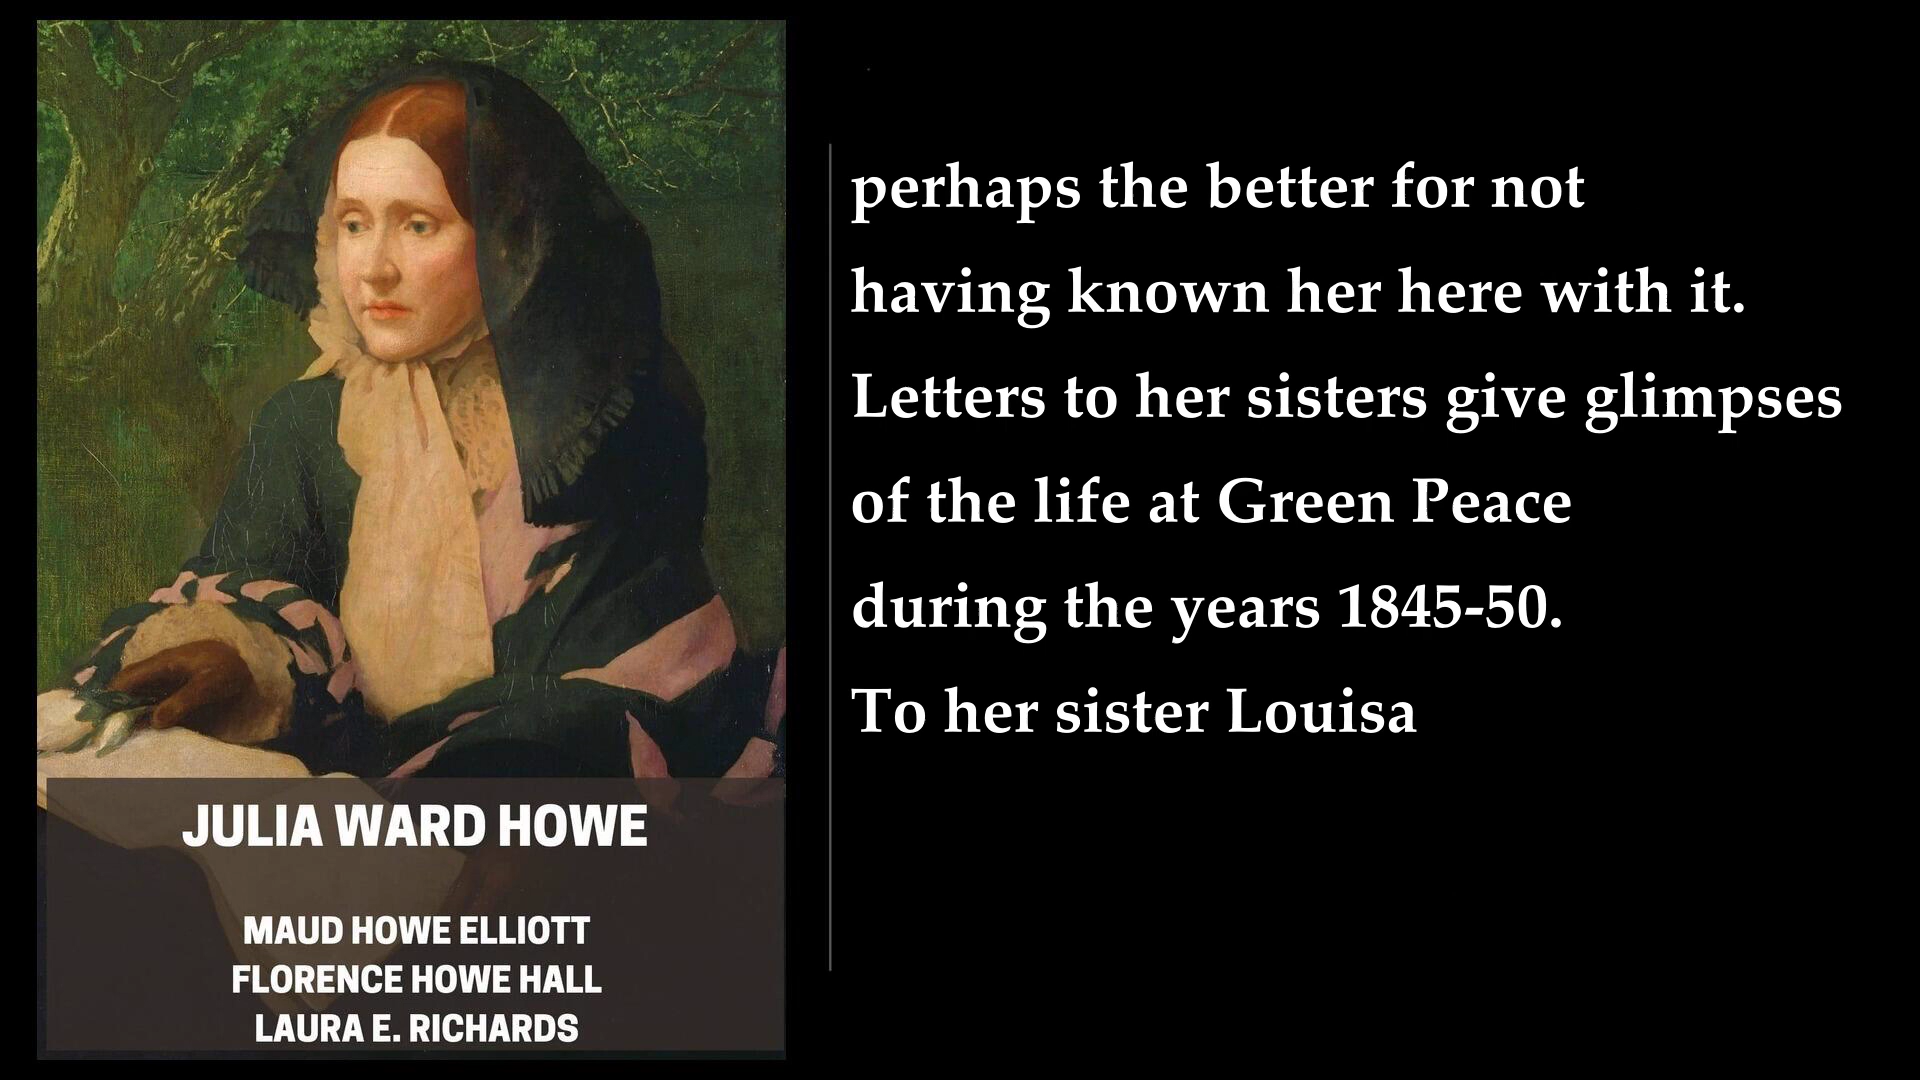 JULIA WARD HOWE
MAUD HOWE ELLIOTT
FLORENCE HOWE HALL
LAURA E. RICHARDS
perhaps the better for not
having known her here with it.
Letters to her sisters give glimpses
of the life at Green Peace
during the years 1845-50.
To her sister Louisa